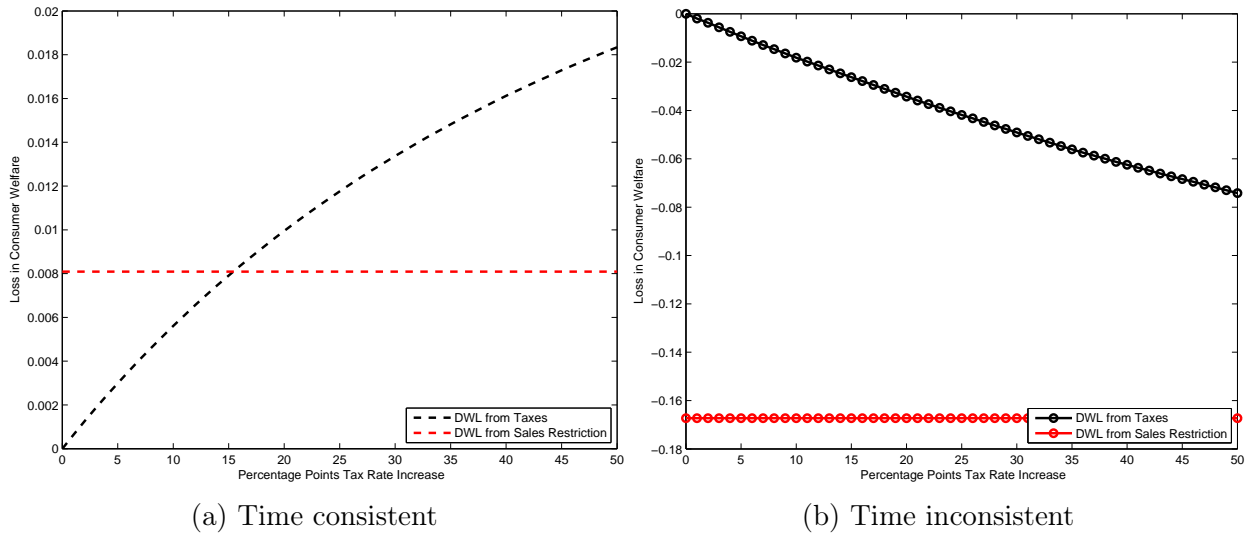 0.02
0.018
0.016
0.014
0.012
0.01
0.008
0.006
0.004
0.002
0
Loss in Consumer Welfare
0 5 10 15 20 25 30 35 40 45 50
Percentage Points Tax Rate Increase
DWL from Taxes
DWL from Sales Restriction
(a) Time consistent
0
−0.02
−0.04
−0.06
−0.08
−0.1
−0.12
−0.14
−0.16
−0.18
Loss in Consumer Welfare
0 5 10 15 20 25 30 35 40 45 50
Percentage Points Tax Rate Increase
DWL from Taxes
DWL from Sales Restriction
(b) Time inconsistent